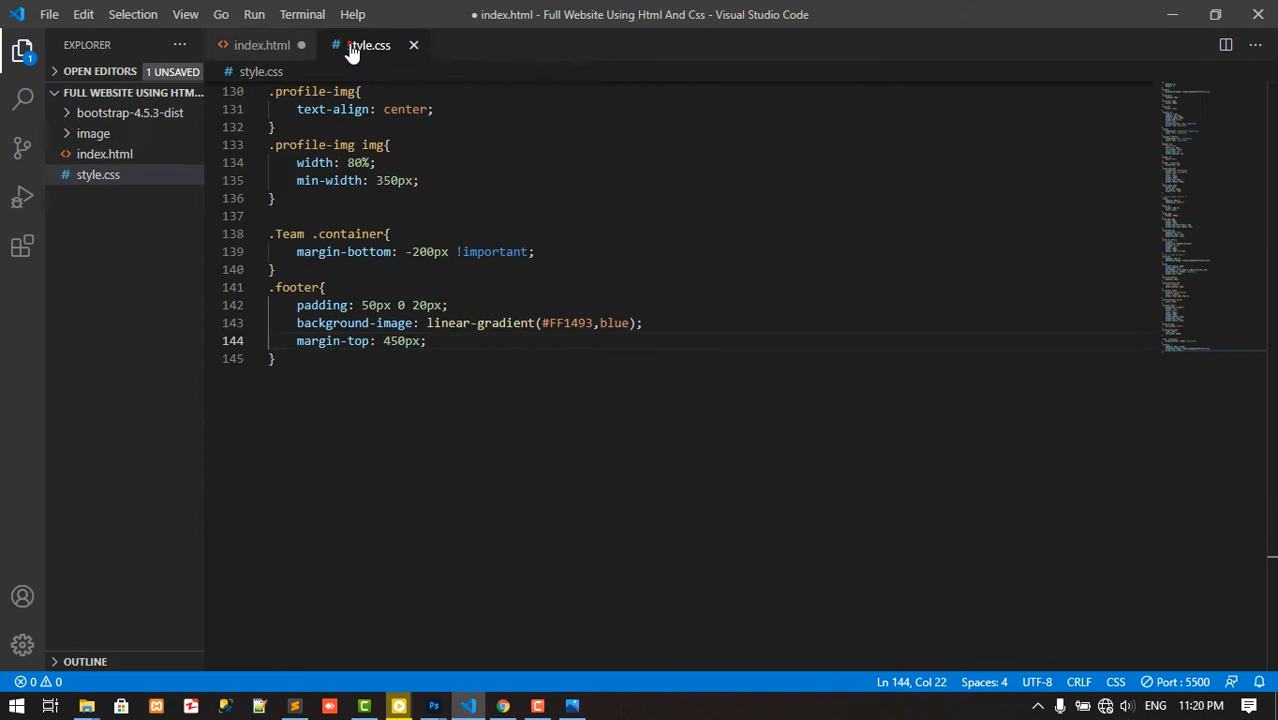 File Edit Selection View Go Run Terminal Help
● index.html - Full Website Using Html And Css - Visual Studio Code
EXPLORER
index.html
style.css
OPEN EDITORS 1 UNSAVED
style.css
FULL WEBSITE USING HTM...
bootstrap-4.5.3-dist
image
index.html
style.css
130 .profile-img{
131 text-align: center;
132 }
133 .profile-img img{
134 width: 80%;
135 min-width: 350px;
136 }
137
138 .Team .container{
139 margin-bottom: -200px !important;
140 }
141 .footer{
142 padding: 50px 0 20px;
143 background-image: linear-gradient(#FF1493,blue);
144 margin-top: 450px;
145 }
OUTLINE
0 0
Ln 144, Col 22 Spaces: 4 UTF-8 CRLF CSS Port : 5500
ENG 11:20 PM